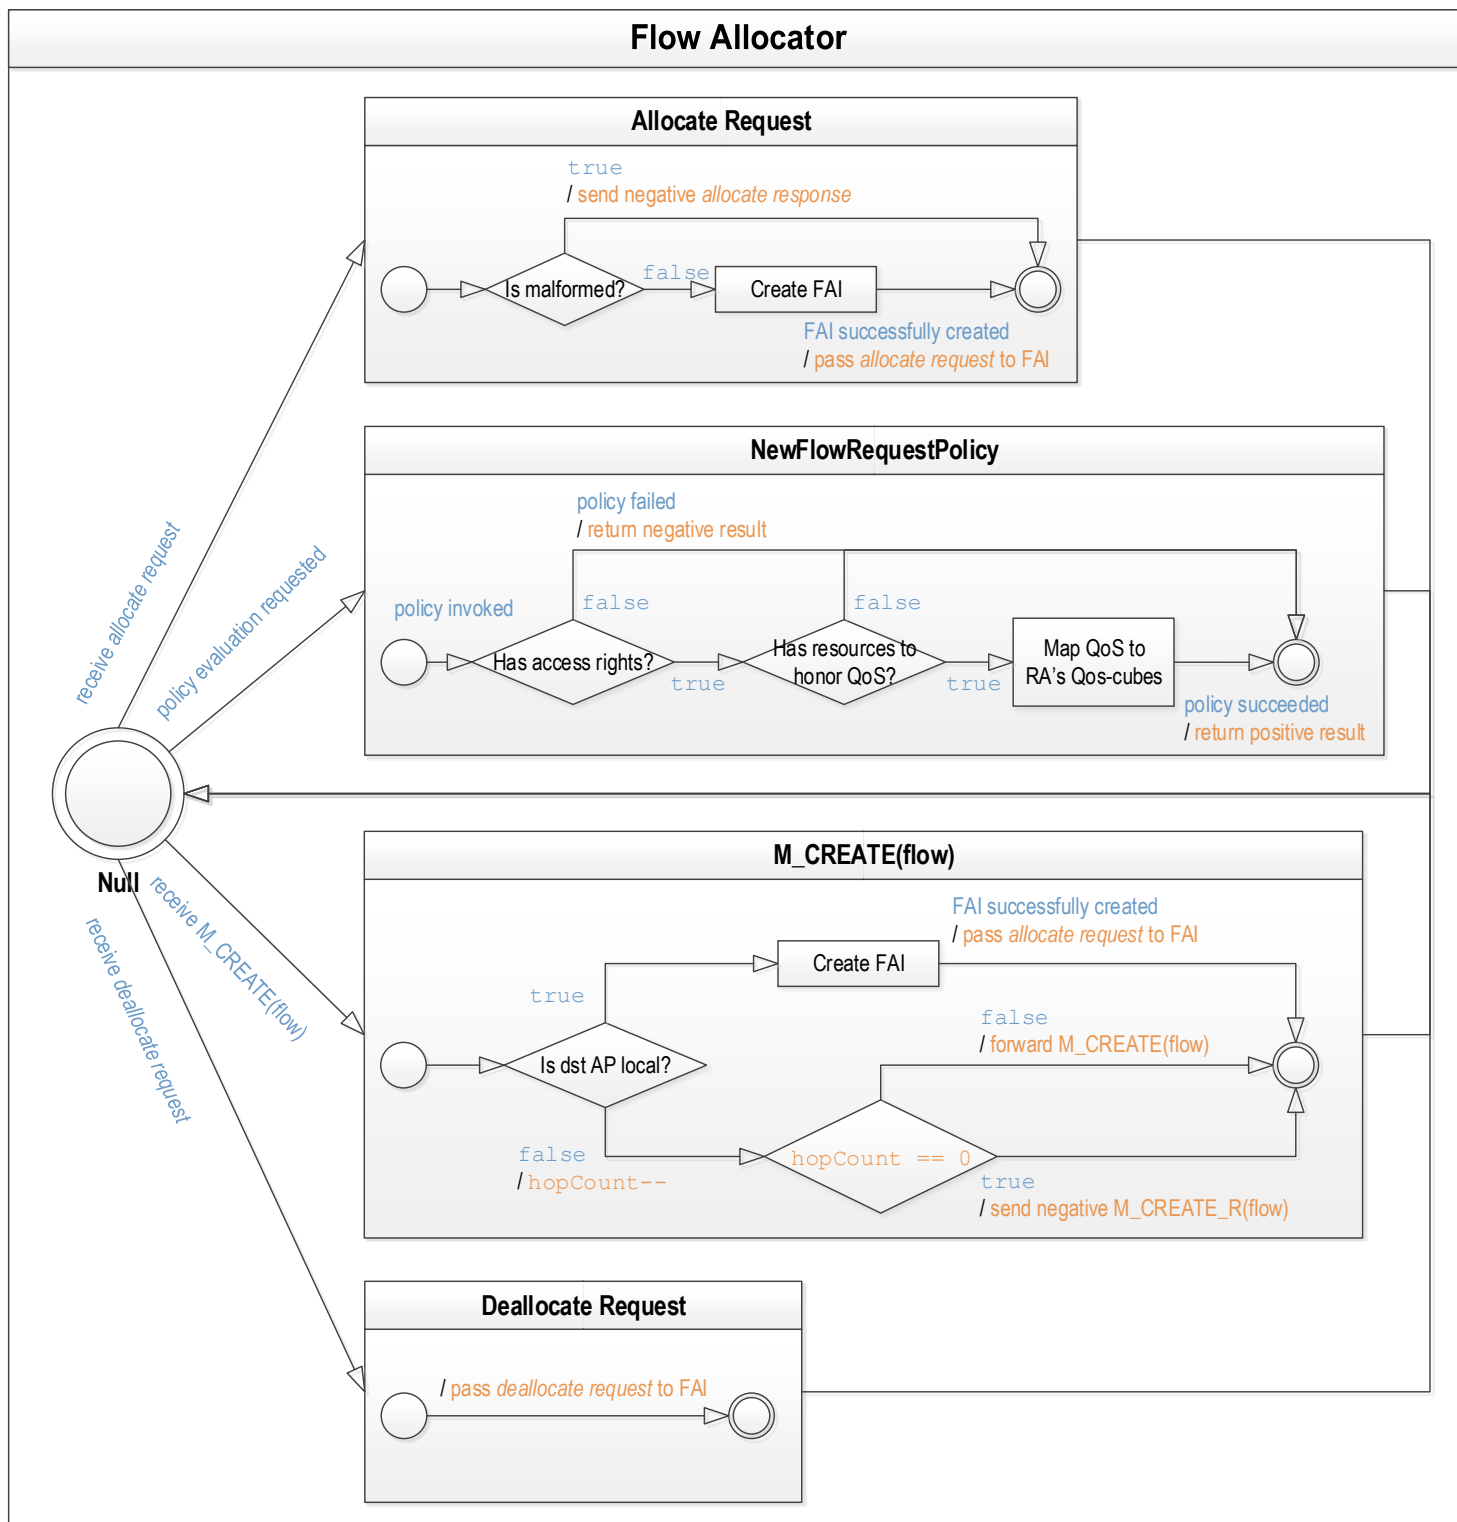 Flow Allocator
Allocate Request
true
/ send negative allocate response
Is malformed?
false
Create FAI
FAI successfully created
/ pass allocate request to FAI
NewFlowRequestPolicy
policy failed
/ return negative result
policy invoked
false
false
Has access rights?
true
Has resources to
honor QoS?
true
Map QoS to
RA's Qos-cubes
policy succeeded
/ return positive result
receive allocate request
policy evaluation requested
Null
receive M_CREATE(flow)
receive deallocate request
M_CREATE(flow)
FAI successfully created
/ pass allocate request to FAI
Create FAI
true
false
/ forward M_CREATE(flow)
Is dst AP local?
false
/ hopCount--
hopCount == 0
true
/ send negative M_CREATE_R(flow)
Deallocate Request
/ pass deallocate request to FAI